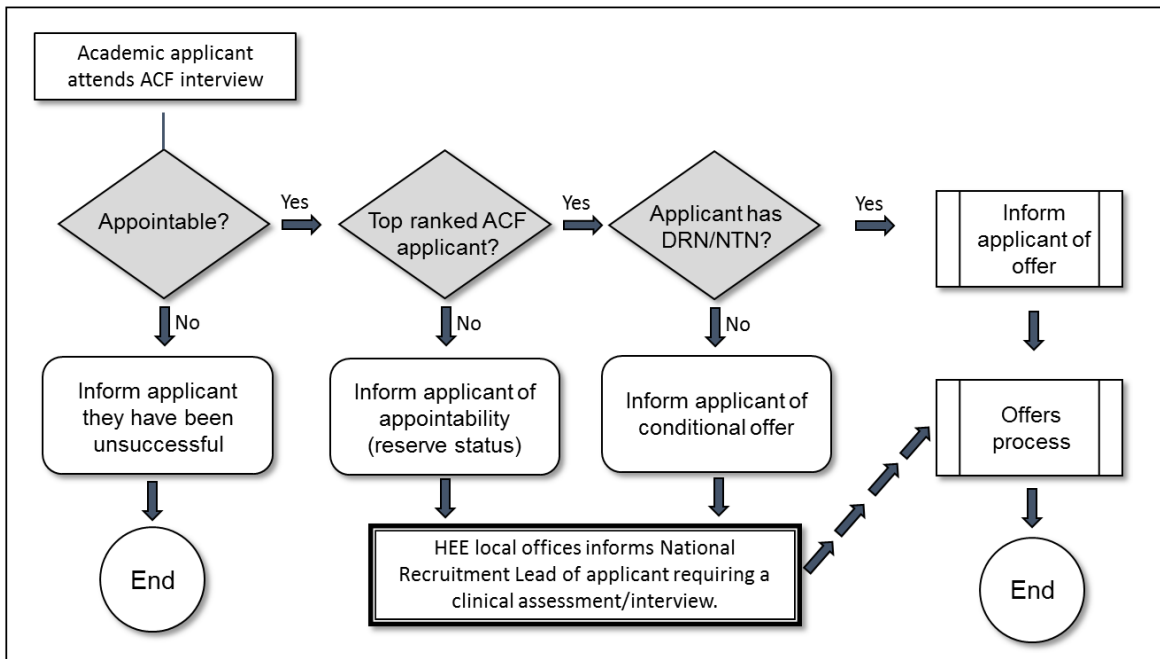 Academic applicant
attends ACF interview
Appointable?
Yes
Top ranked ACF
applicant?
Yes
Applicant has
DRN/NTN?
Yes
Inform
applicant of
offer
No
No
No
Inform applicant
they have been
unsuccessful
Inform applicant of
appointability
(reserve status)
Inform applicant of
conditional offer
Offers
process
End
HEE local offices informs National
Recruitment Lead of applicant requiring a
clinical assessment/interview.
End